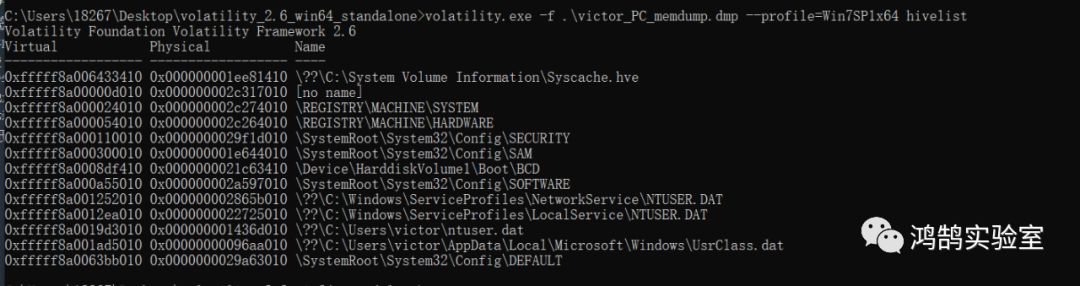 C:\Users\18267\Desktop\volatility_2.6_win64_standalone>volatility.exe -f .\victor_PC_memdump.dmp --profile=Win7SP1x64 hivelist
Volatility Foundation Volatility Framework 2.6
Virtual            Physical           Name
------------------ ------------------ ----
0xfffff8a006433410 0x000000001ee81410 \??\C:\System Volume Information\Syscache.hve
0xfffff8a00000d010 0x000000002c317010 [no name]
0xfffff8a000024010 0x000000002c274010 \REGISTRY\MACHINE\SYSTEM
0xfffff8a000054010 0x000000002c264010 \REGISTRY\MACHINE\HARDWARE
0xfffff8a000110010 0x0000000029f1d010 \SystemRoot\System32\Config\SECURITY
0xfffff8a000300010 0x000000001e644010 \SystemRoot\System32\Config\SAM
0xfffff8a0008df410 0x0000000021c63410 \Device\HarddiskVolume1\Boot\BCD
0xfffff8a000a55010 0x000000002a597010 \SystemRoot\System32\Config\SOFTWARE
0xfffff8a001252010 0x000000002865b010 \??\C:\Windows\ServiceProfiles\NetworkService\NTUSER.DAT
0xfffff8a0012ea010 0x0000000022725010 \??\C:\Windows\ServiceProfiles\LocalService\NTUSER.DAT
0xfffff8a0019d3010 0x000000001436d010 \??\C:\Users\victor\ntuser.dat
0xfffff8a001ad5010 0x00000000096aa010 \??\C:\Users\victor\AppData\Local\Microsoft\Windows\UsrClass.dat
0xfffff8a0063bb010 0x0000000029a63010 \SystemRoot\System32\Config\DEFAULT
鸿鹄实验室